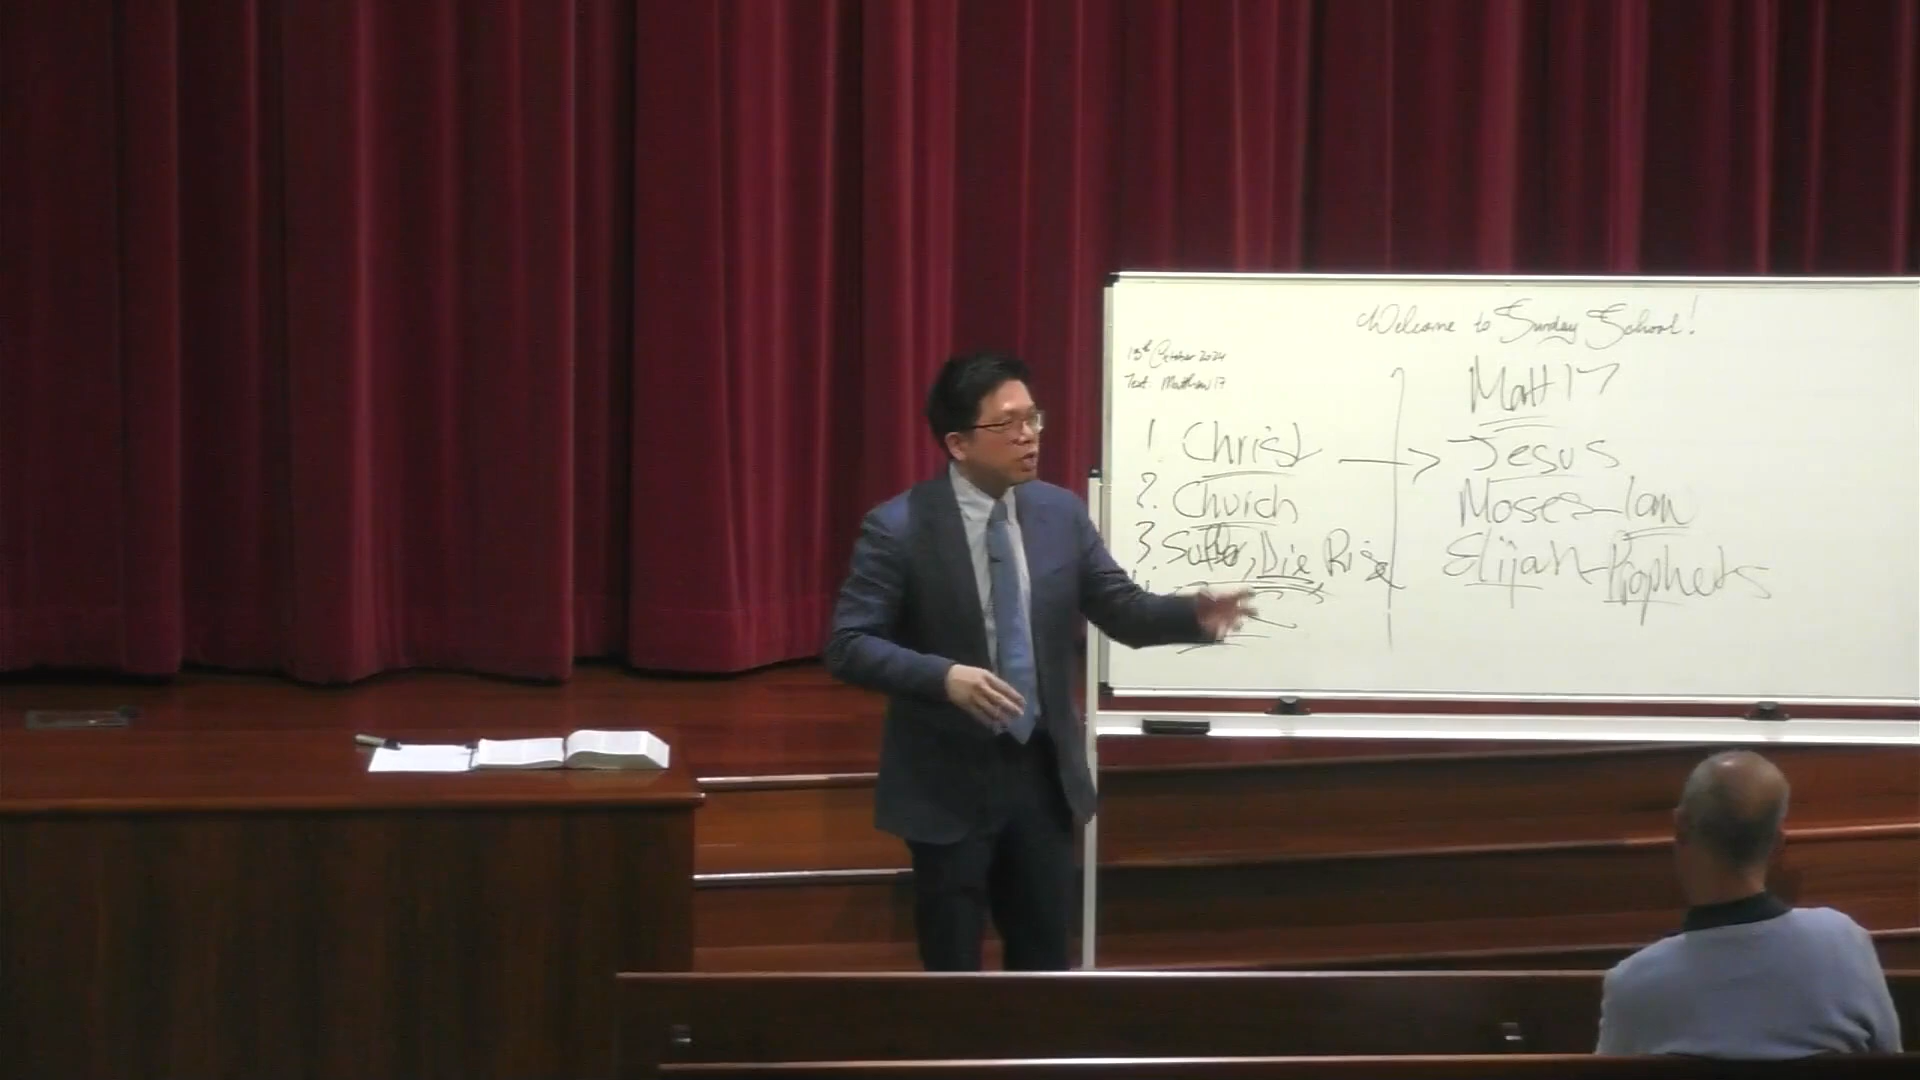 Welcome to Sunday School!
13th October 2024
Text: Matthew 17
1. Christ →
2. Church
3. Suffer, Die Rise
4.
Matt 17
Jesus
Moses - law
Elijah - Prophets